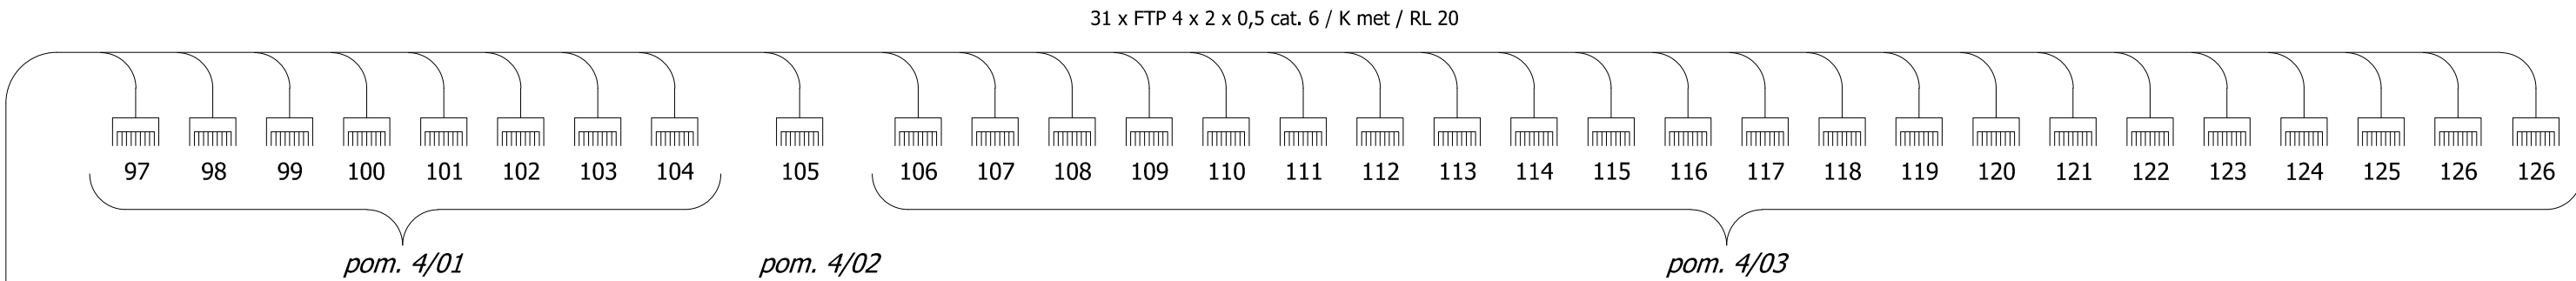 31 x FTP 4 x 2 x 0,5 cat. 6 / K met / RL 20
97 98 99 100 101 102 103 104 105 106 107 108 109 110 111 112 113 114 115 116 117 118 119 120 121 122 123 124 125 126 126
pom. 4/01 pom. 4/02 pom. 4/03